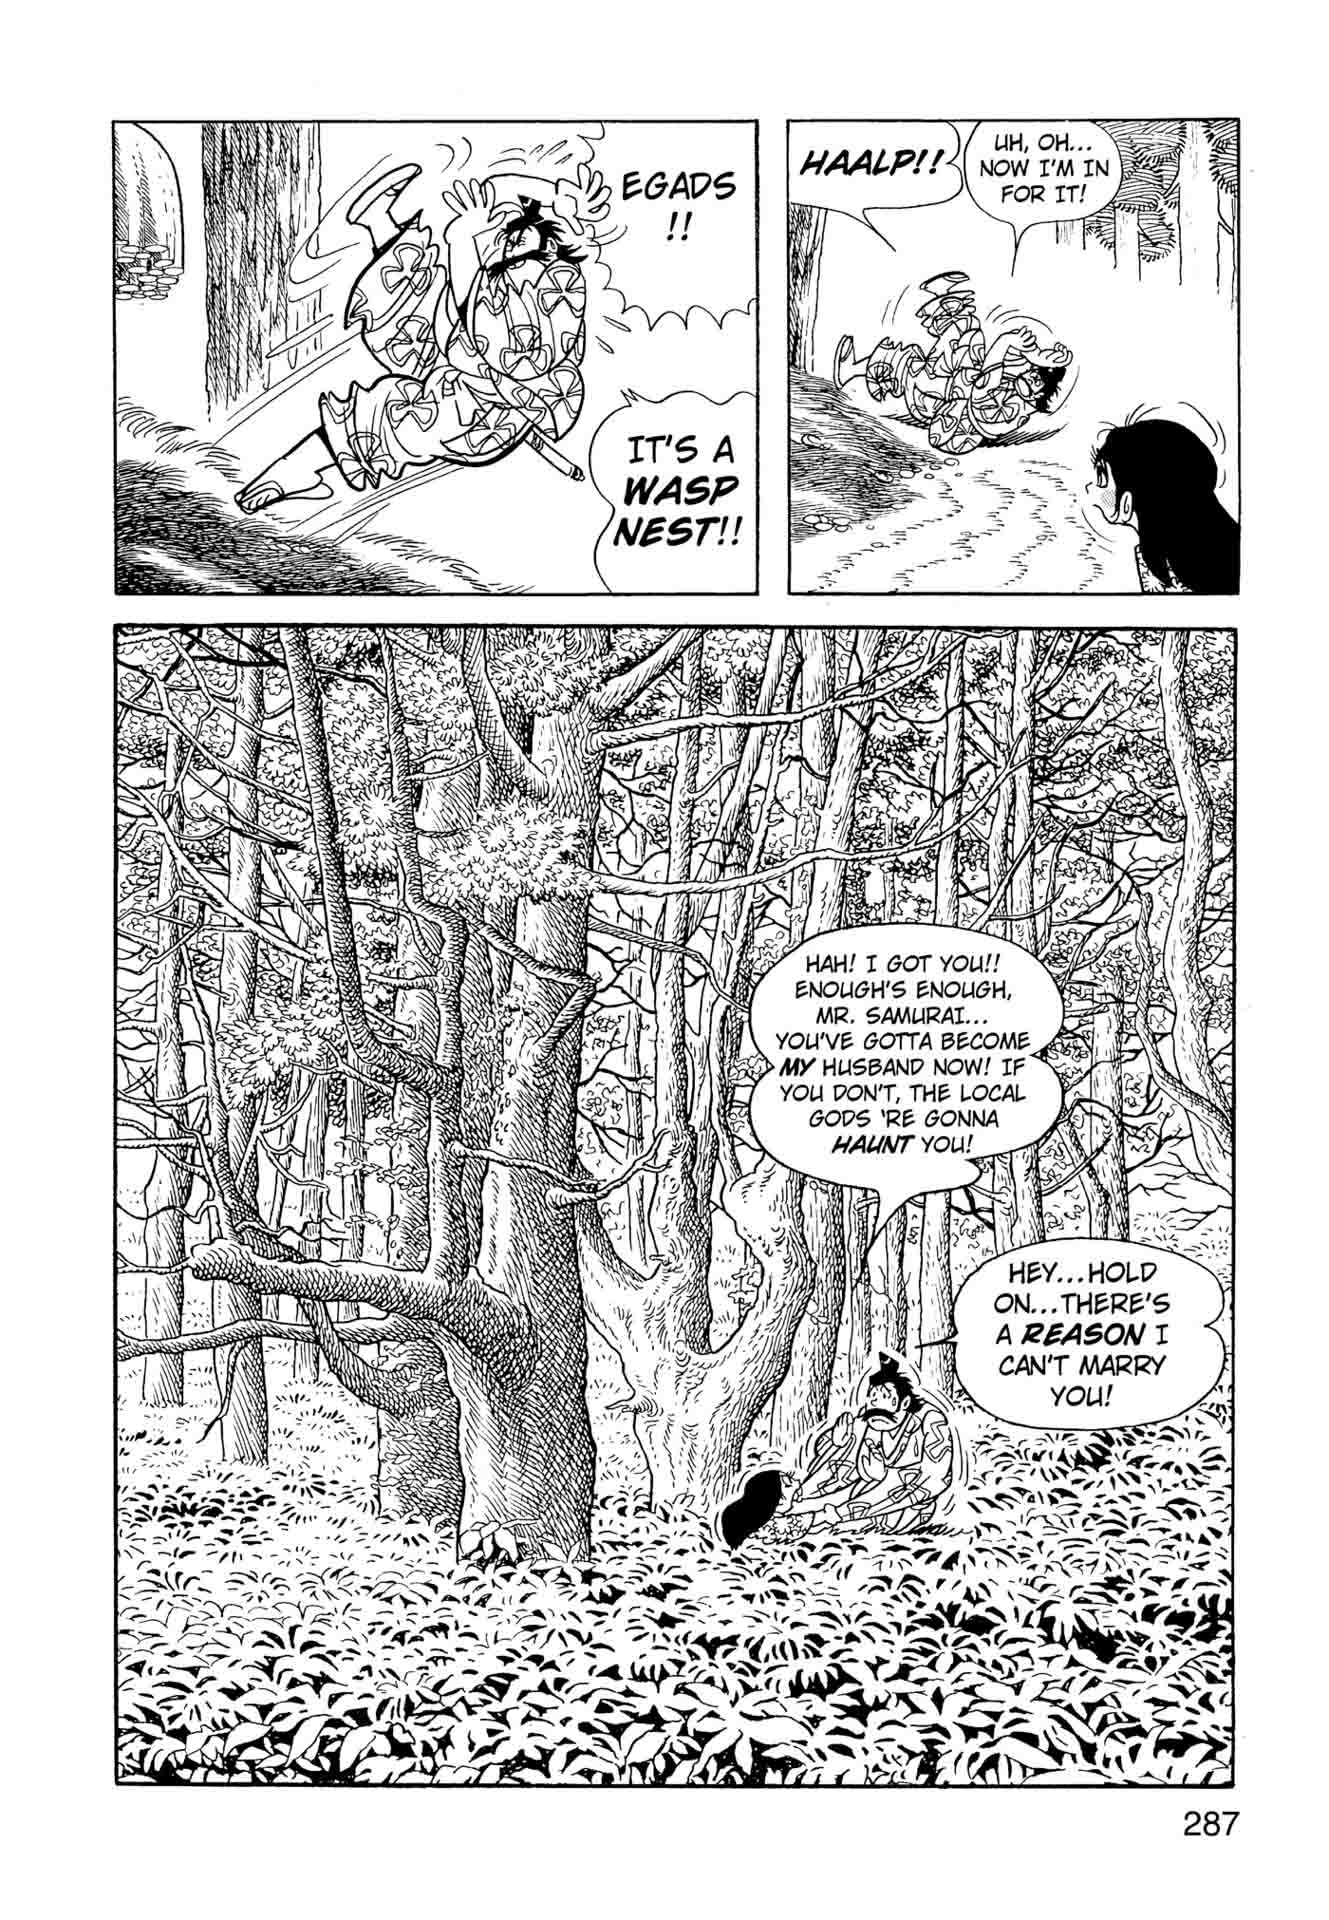 EGADS
!!
IT'S A
WASP
NEST!!
HAALP!!
UH, OH...
NOW I'M IN
FOR IT!
HAH! I GOT YOU!!
ENOUGH'S ENOUGH,
MR. SAMURAI...
YOU'VE GOTTA BECOME
MY HUSBAND NOW! IF
YOU DON'T, THE LOCAL
GODS 'RE GONNA
HAUNT YOU!
HEY...HOLD
ON...THERE'S
A REASON I
CAN'T MARRY
YOU!
287